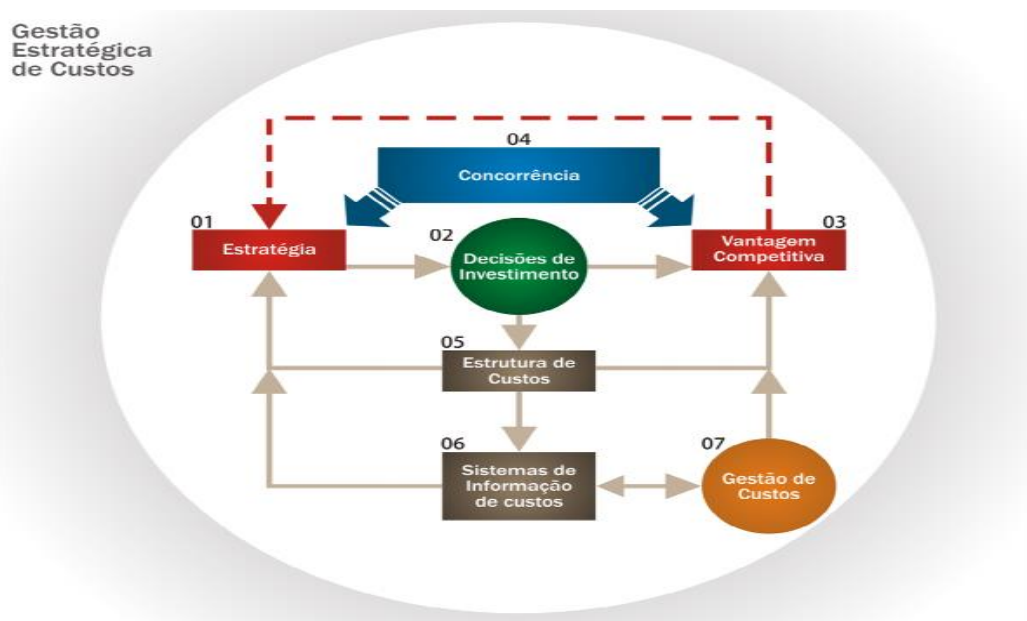 Gestão
Estratégica
de Custos
04
Concorrência
01
Estratégia
02
Decisões de
Investimento
03
Vantagem
Competitiva
05
Estrutura de
Custos
06
Sistemas de
Informação
de custos
07
Gestão de
Custos